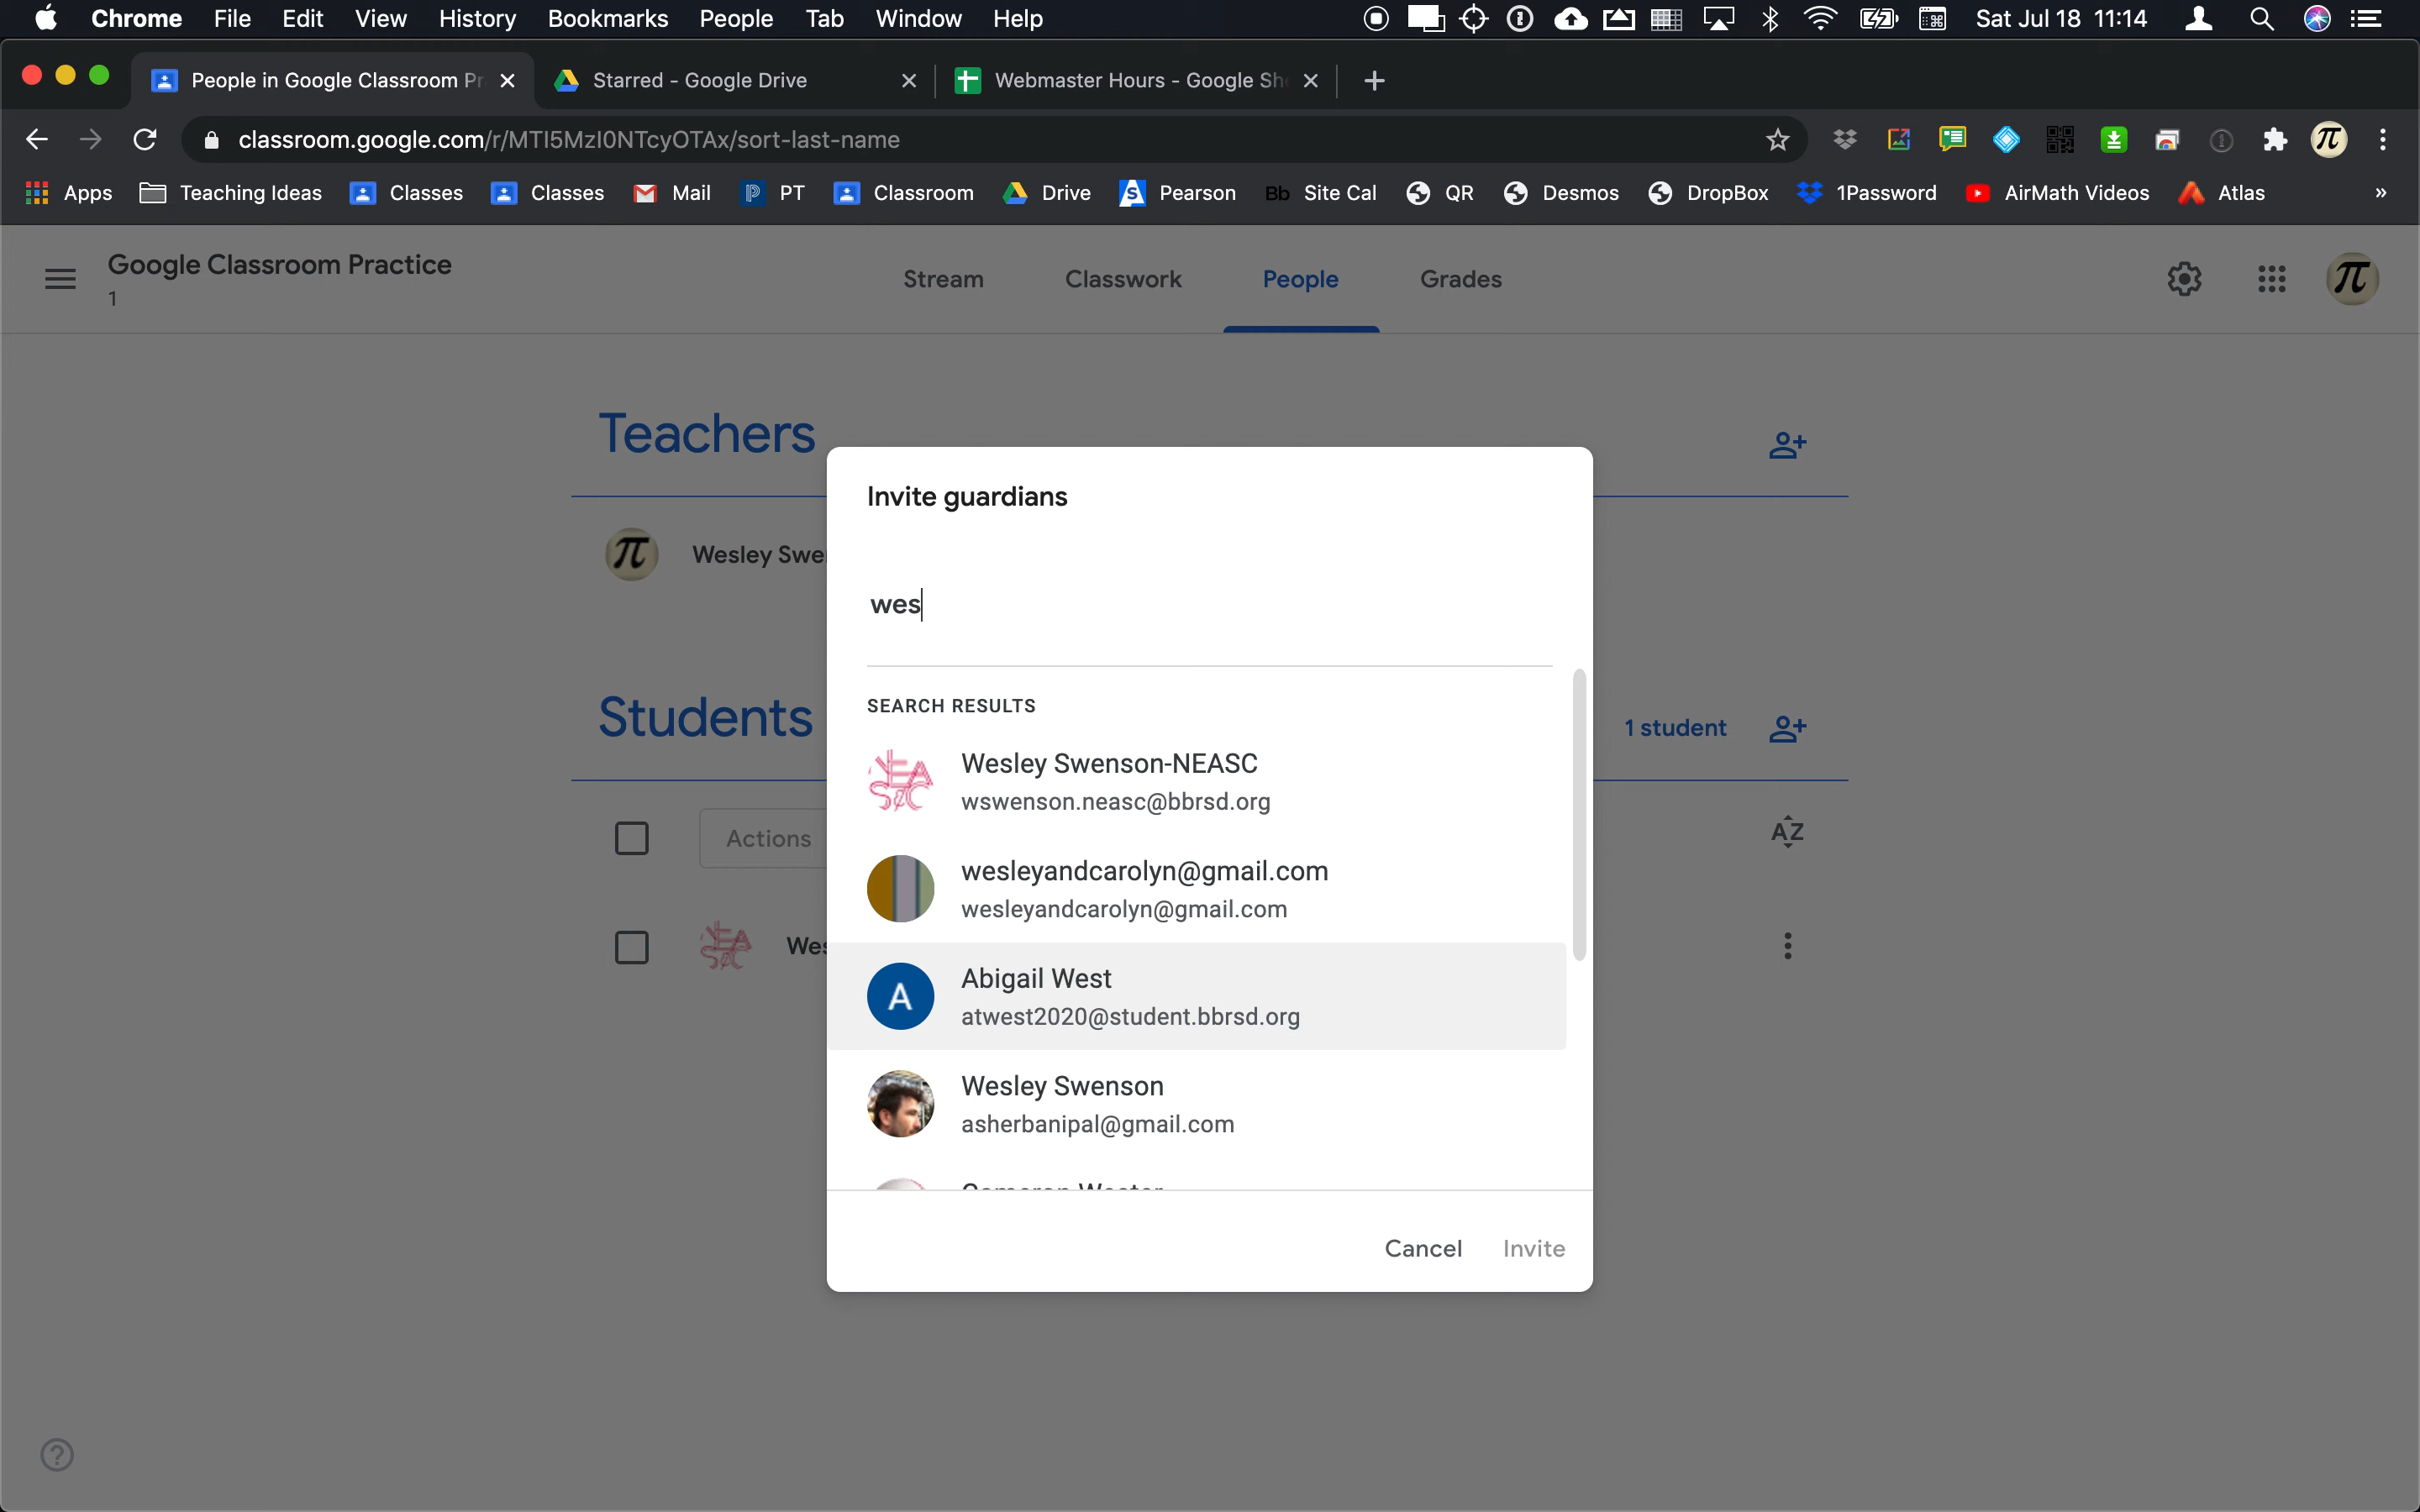 Chrome File Edit View History Bookmarks People Tab Window Help Sat Jul 18 11:14
People in Google Classroom Pr Starred - Google Drive Webmaster Hours - Google She
classroom.google.com/r/MTI5MzI0NTcyOTAx/sort-last-name
Apps Teaching Ideas Classes Classes Mail PT Classroom Drive Pearson Bb Site Cal QR Desmos DropBox 1Password AirMath Videos Atlas »
Google Classroom Practice
1
Stream Classwork People Grades
Teachers
Wesley Swe
Invite guardians
wes
Students
1 student
SEARCH RESULTS
Wesley Swenson-NEASC
wswenson.neasc@bbrsd.org
Actions
AZ
wesleyandcarolyn@gmail.com
wesleyandcarolyn@gmail.com
Wes
A
Abigail West
atwest2020@student.bbrsd.org
Wesley Swenson
asherbanipal@gmail.com
Cancel Invite